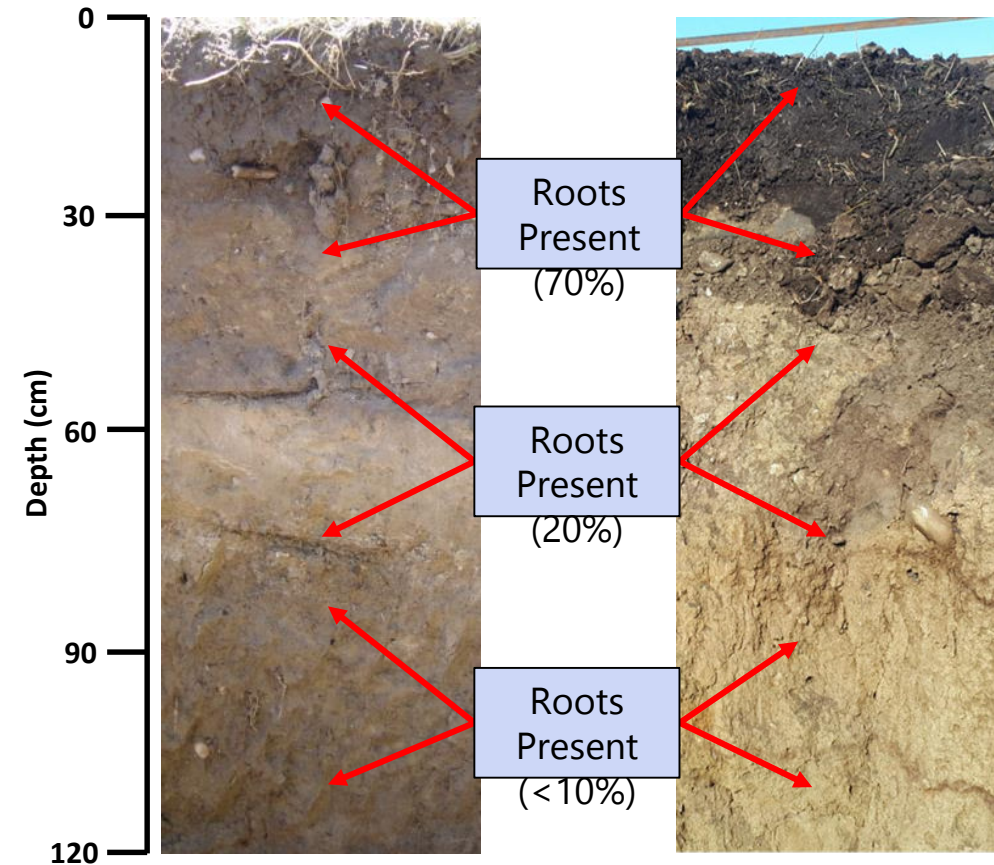 0
30
60
90
120
Depth (cm)
Roots
Present
(70%)
Roots
Present
(20%)
Roots
Present
(<10%)